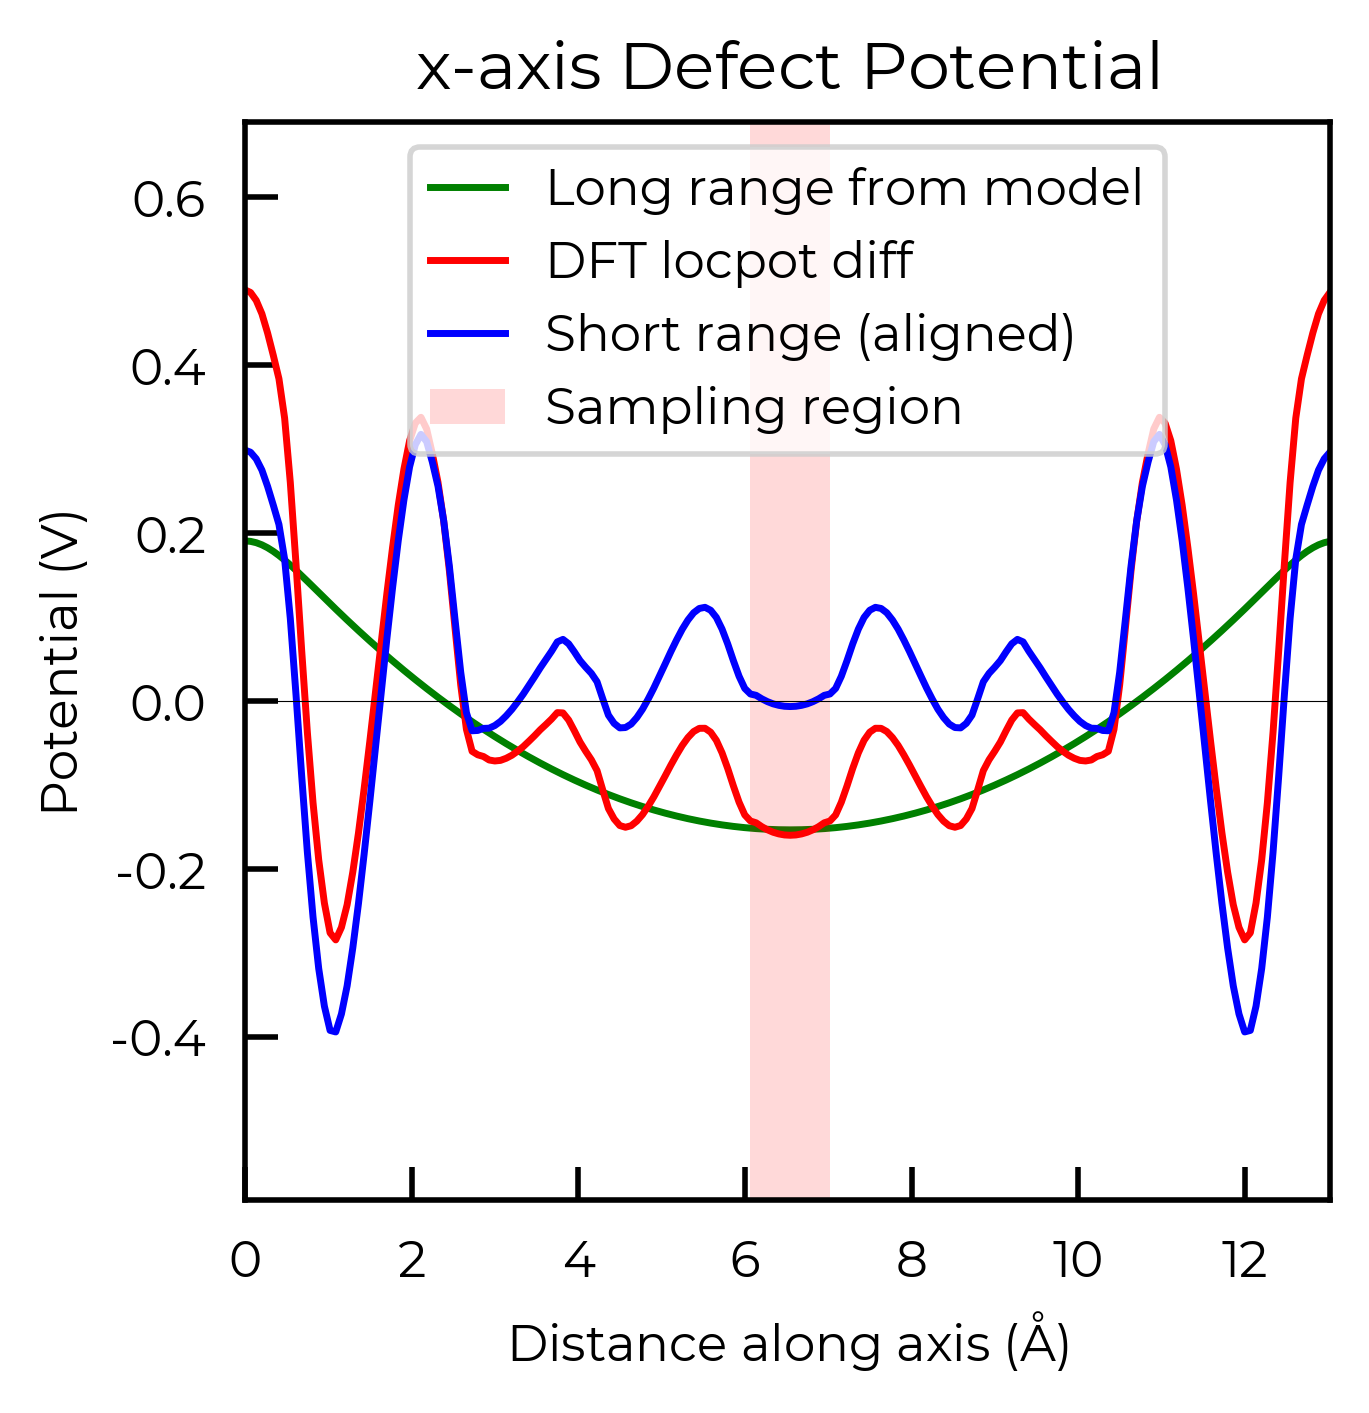 x-axis Defect Potential
Long range from model
DFT locpot diff
Short range (aligned)
Sampling region
0.6
0.4
0.2
0.0
-0.2
-0.4
Potential (V)
0 2 4 6 8 10 12
Distance along axis (Å)